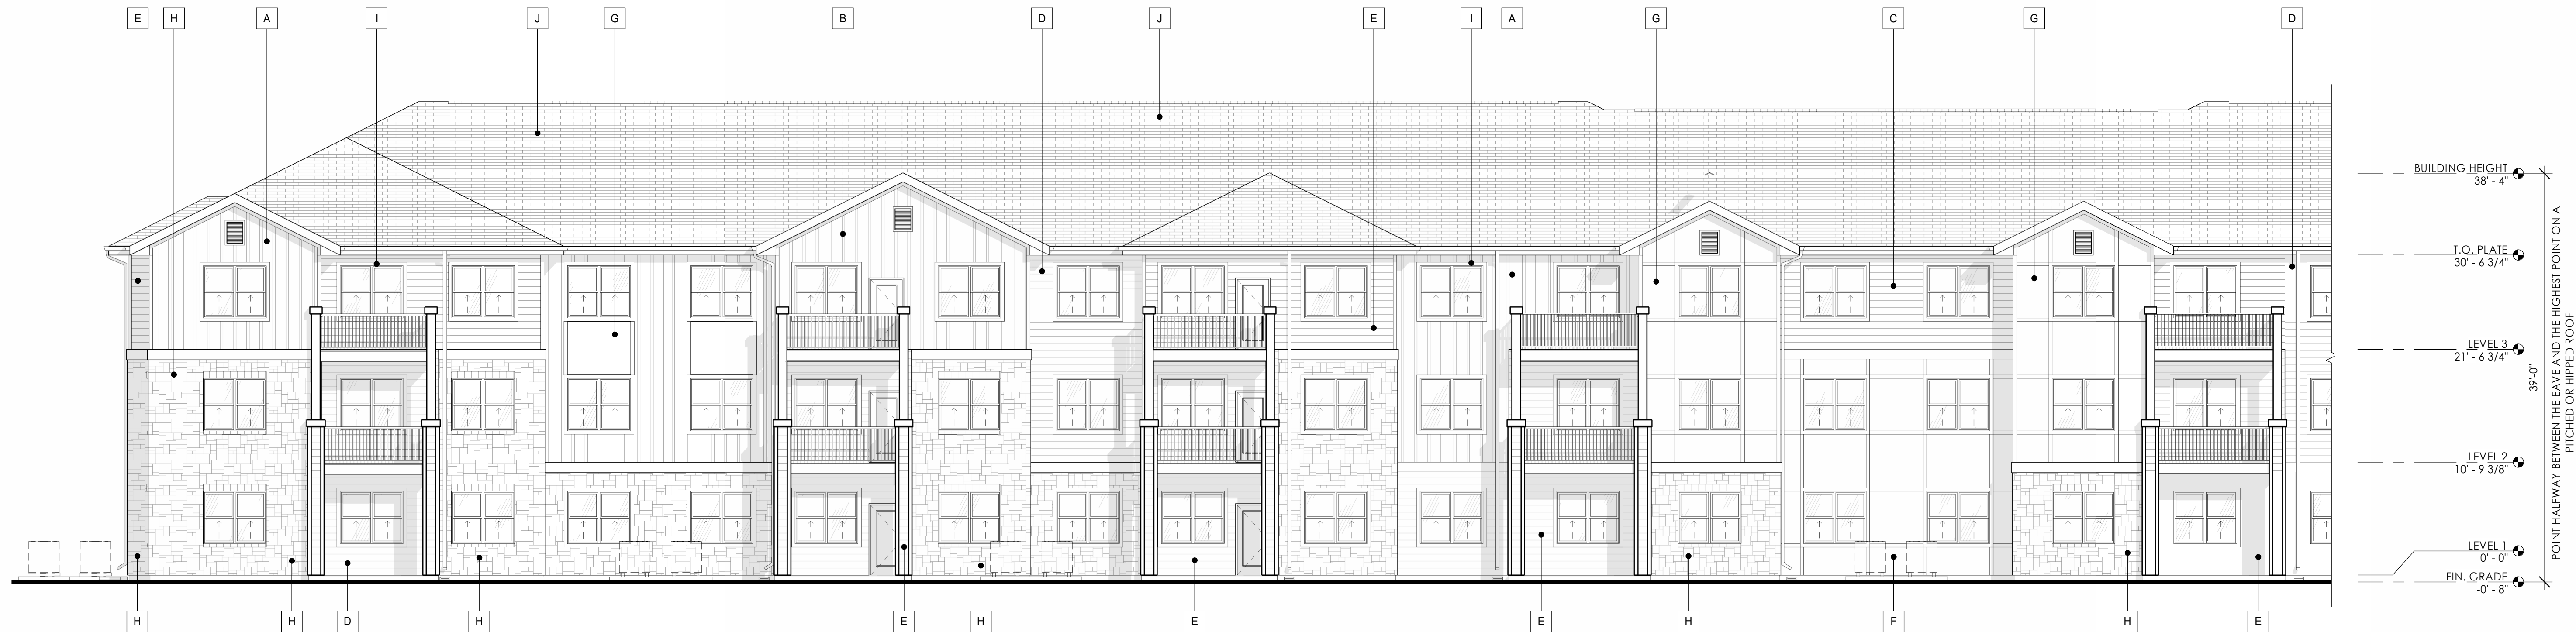 E H A I J G B D J E I A G C G D
BUILDING HEIGHT
38' - 4"
T.O. PLATE
30' - 6 3/4"
LEVEL 3
21' - 6 3/4"
LEVEL 2
10' - 9 3/8"
LEVEL 1
0' - 0"
FIN. GRADE
-0' - 8"
39'-0"
POINT HALFWAY BETWEEN THE EAVE AND THE HIGHEST POINT ON A
PITCHED OR HIPPED ROOF
H H D H E H E E H F H E